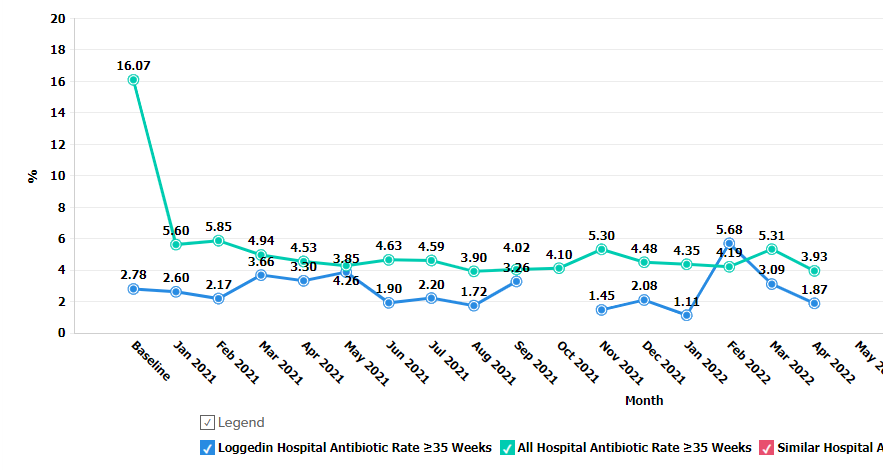 20
18
16
14
12
10
8
6
4
2
0
%
16.07
5.60
5.85
4.94
4.53
3.85
4.63
4.59
3.90
4.02
4.10
5.30
4.48
4.35
4.19
5.31
3.93
2.78
2.60
2.17
3.66
3.30
4.26
1.90
2.20
1.72
3.26
1.45
2.08
1.11
5.68
3.09
1.87
Baseline
Jan 2021
Feb 2021
Mar 2021
Apr 2021
May 2021
Jun 2021
Jul 2021
Aug 2021
Sep 2021
Oct 2021
Nov 2021
Dec 2021
Jan 2022
Feb 2022
Mar 2022
Apr 2022
May 20
Month
Legend
Loggedin Hospital Antibiotic Rate ≥35 Weeks All Hospital Antibiotic Rate ≥35 Weeks Similar Hospital A